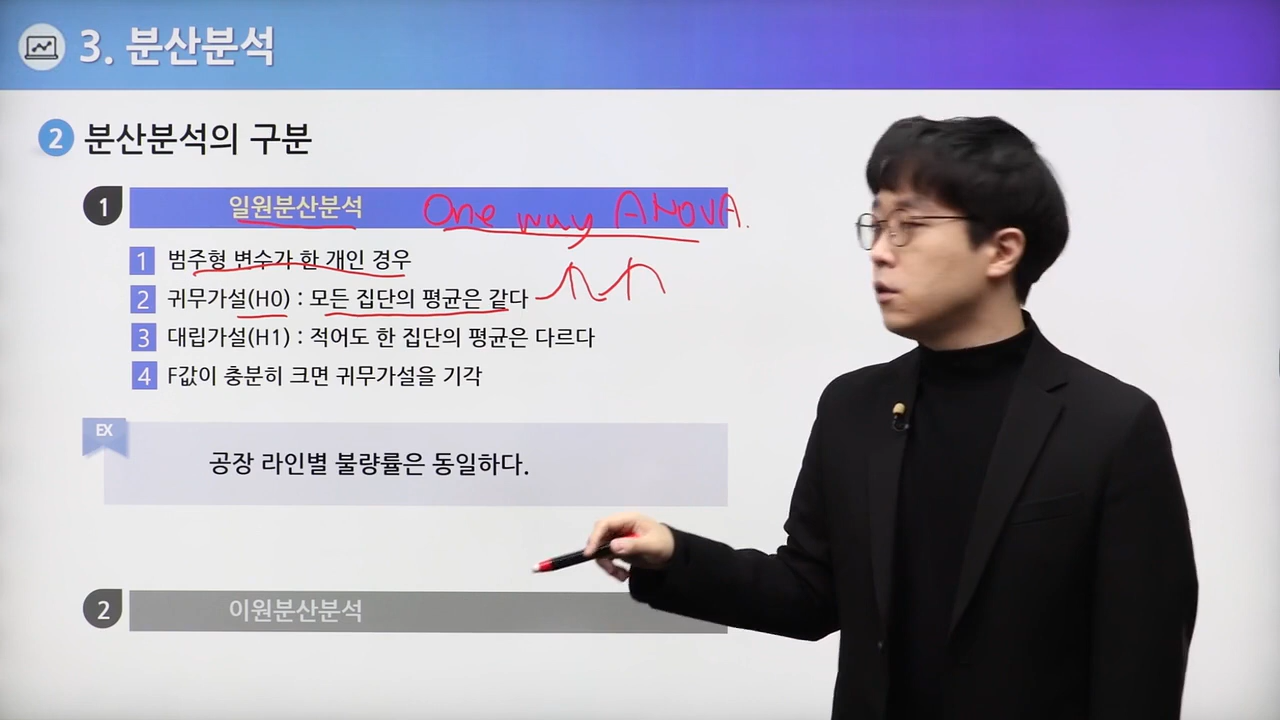 3. 분산분석
2 분산분석의 구분
1 일원분산분석 One way ANOVA.
1 범주형 변수가 한 개인 경우
2 귀무가설(H0) : 모든 집단의 평균은 같다
3 대립가설(H1) : 적어도 한 집단의 평균은 다르다
4 F값이 충분히 크면 귀무가설을 기각
EX
공장 라인별 불량률은 동일하다.
2 이원분산분석